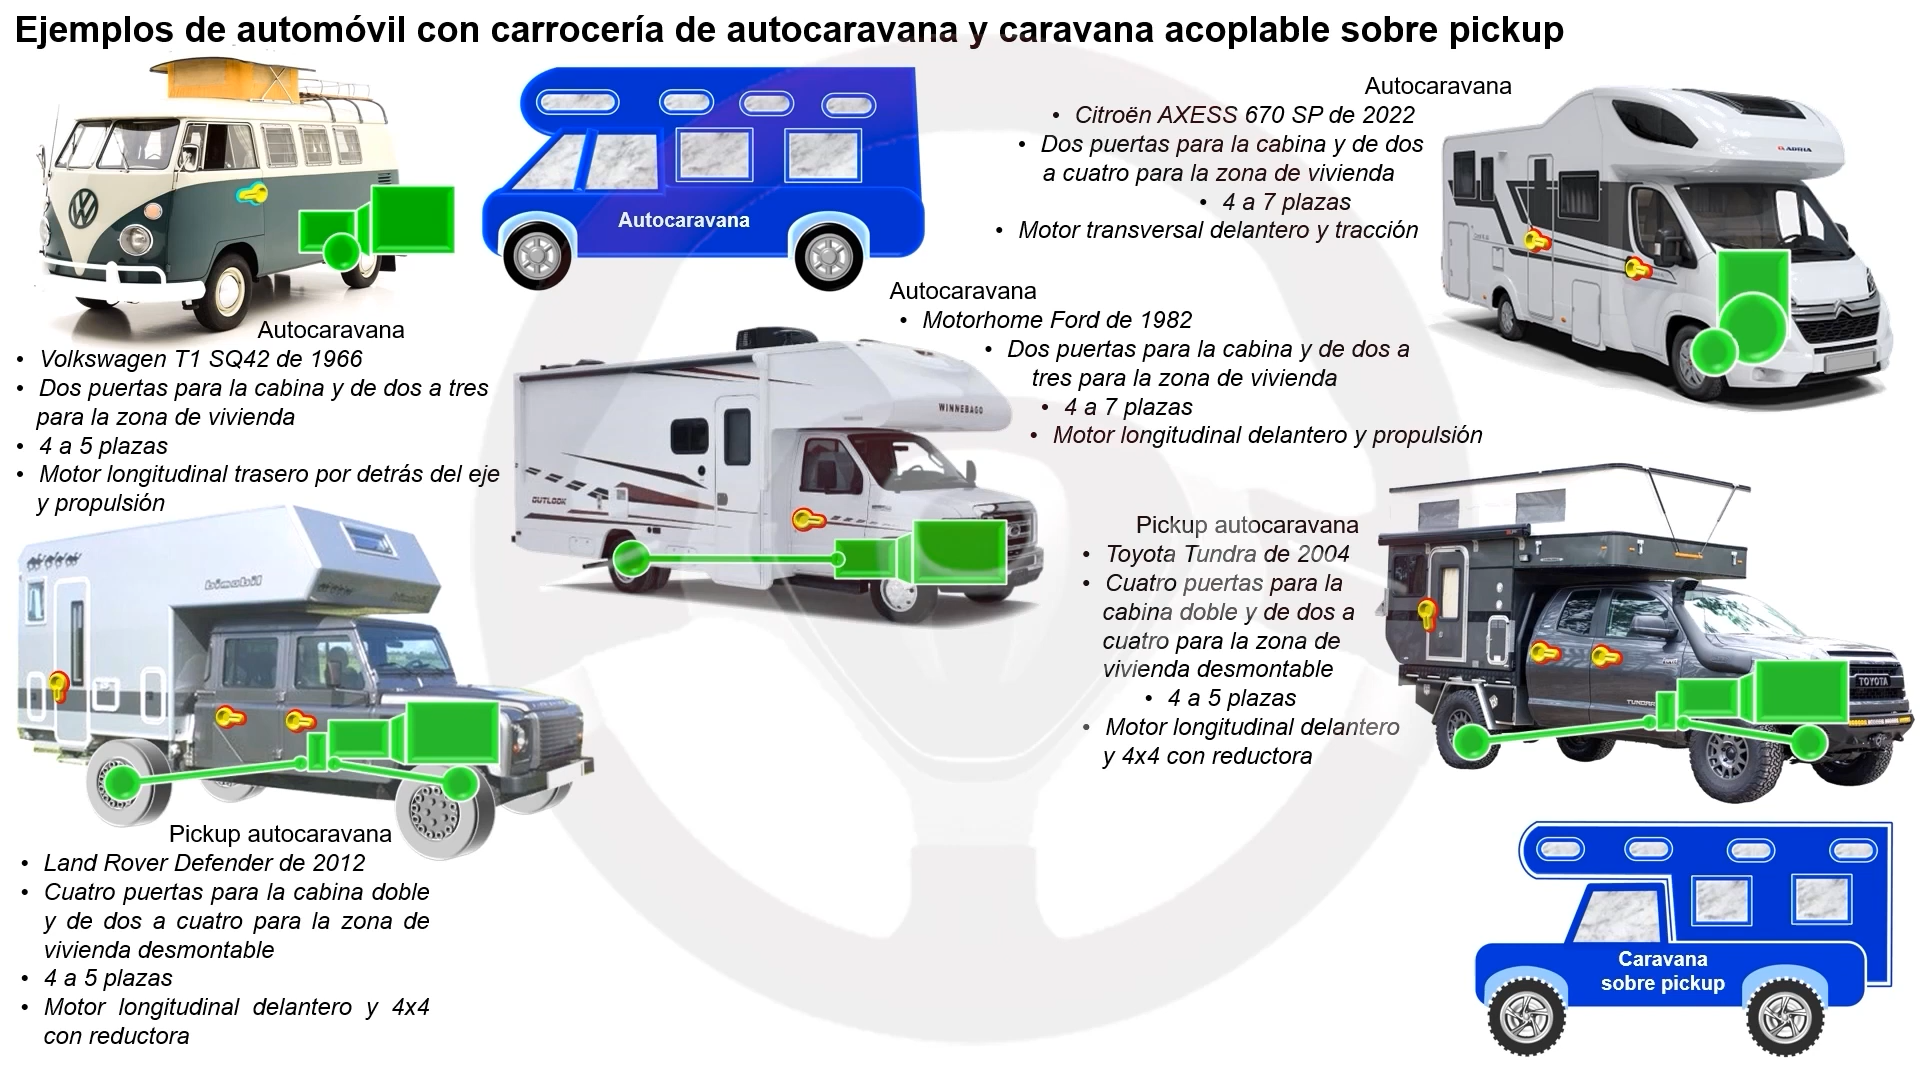 Ejemplos de automóvil con carrocería de autocaravana y caravana acoplable sobre pickup
Autocaravana
• Volkswagen T1 SQ42 de 1966
• Dos puertas para la cabina y de dos a tres
para la zona de vivienda
• 4 a 5 plazas
• Motor longitudinal trasero por detrás del eje
y propulsión
Autocaravana
Autocaravana
• Citroën AXESS 670 SP de 2022
• Dos puertas para la cabina y de dos
a cuatro para la zona de vivienda
• 4 a 7 plazas
• Motor transversal delantero y tracción
ADRIA
Autocaravana
• Motorhome Ford de 1982
• Dos puertas para la cabina y de dos a
tres para la zona de vivienda
• 4 a 7 plazas
• Motor longitudinal delantero y propulsión
WINNEBAGO
OUTLOOK
bimobil
bimobil
Pickup autocaravana
• Land Rover Defender de 2012
• Cuatro puertas para la cabina doble
y de dos a cuatro para la zona de
vivienda desmontable
• 4 a 5 plazas
• Motor longitudinal delantero y 4x4
con reductora
Pickup autocaravana
• Toyota Tundra de 2004
• Cuatro puertas para la
cabina doble y de dos a
cuatro para la zona de
vivienda desmontable
• 4 a 5 plazas
• Motor longitudinal delantero
y 4x4 con reductora
TUNDRA
TOYOTA
Caravana
sobre pickup